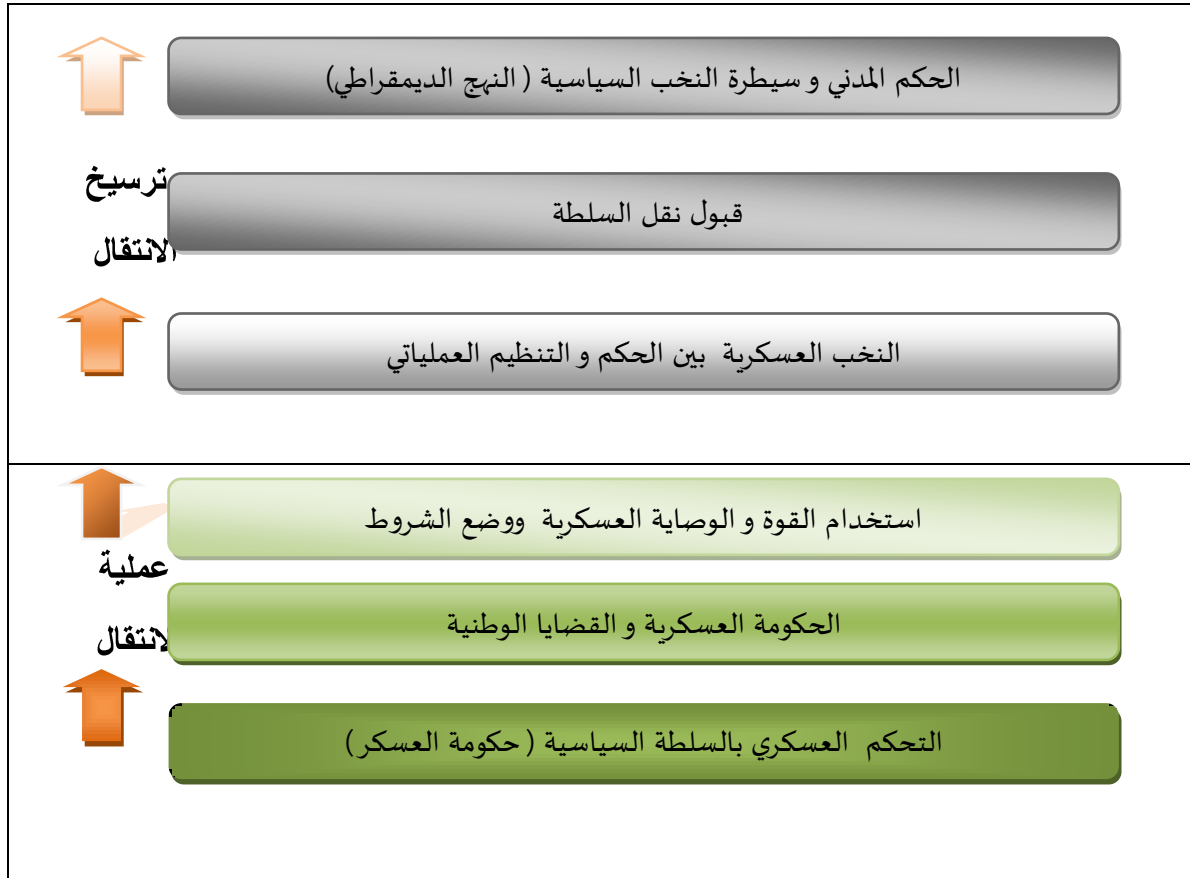 الحكم المدني و سيطرة النخب السياسية ( النهج الديمقراطي)
ترسيخ
قبول نقل السلطة
الانتقال
النخب العسكرية بين الحكم و التنظيم العملياتي
استخدام القوة و الوصاية العسكرية ووضع الشروط
عملية
الحكومة العسكرية و القضايا الوطنية
لانتقال
التحكم العسكري بالسلطة السياسية ( حكومة العسكر )